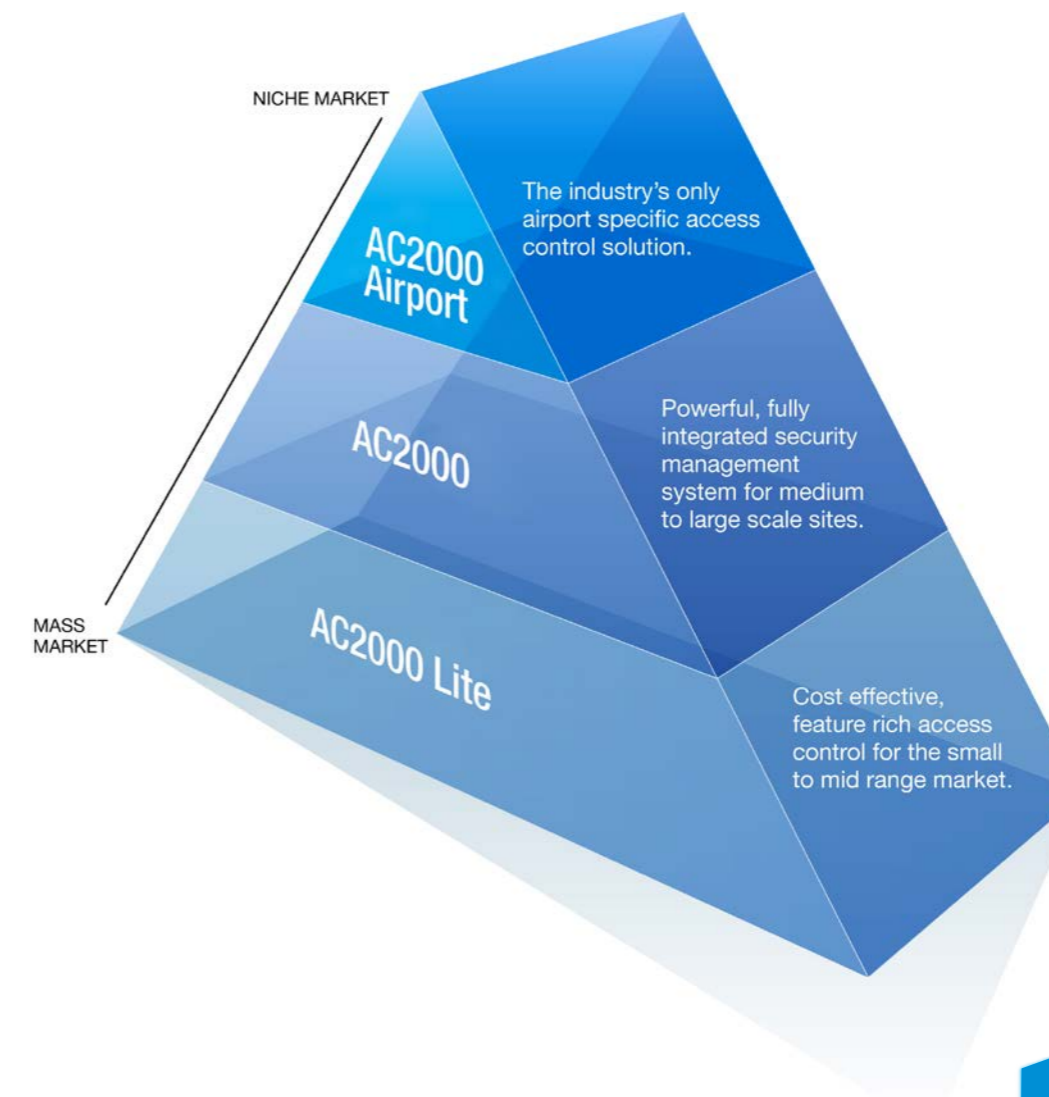 NICHE MARKET
The industry's only
airport specific access
control solution.
AC2000
Airport
Powerful, fully
integrated security
management
system for medium
to large scale sites.
AC2000
MASS
MARKET
AC2000 Lite
Cost effective,
feature rich access
control for the small
to mid range market.